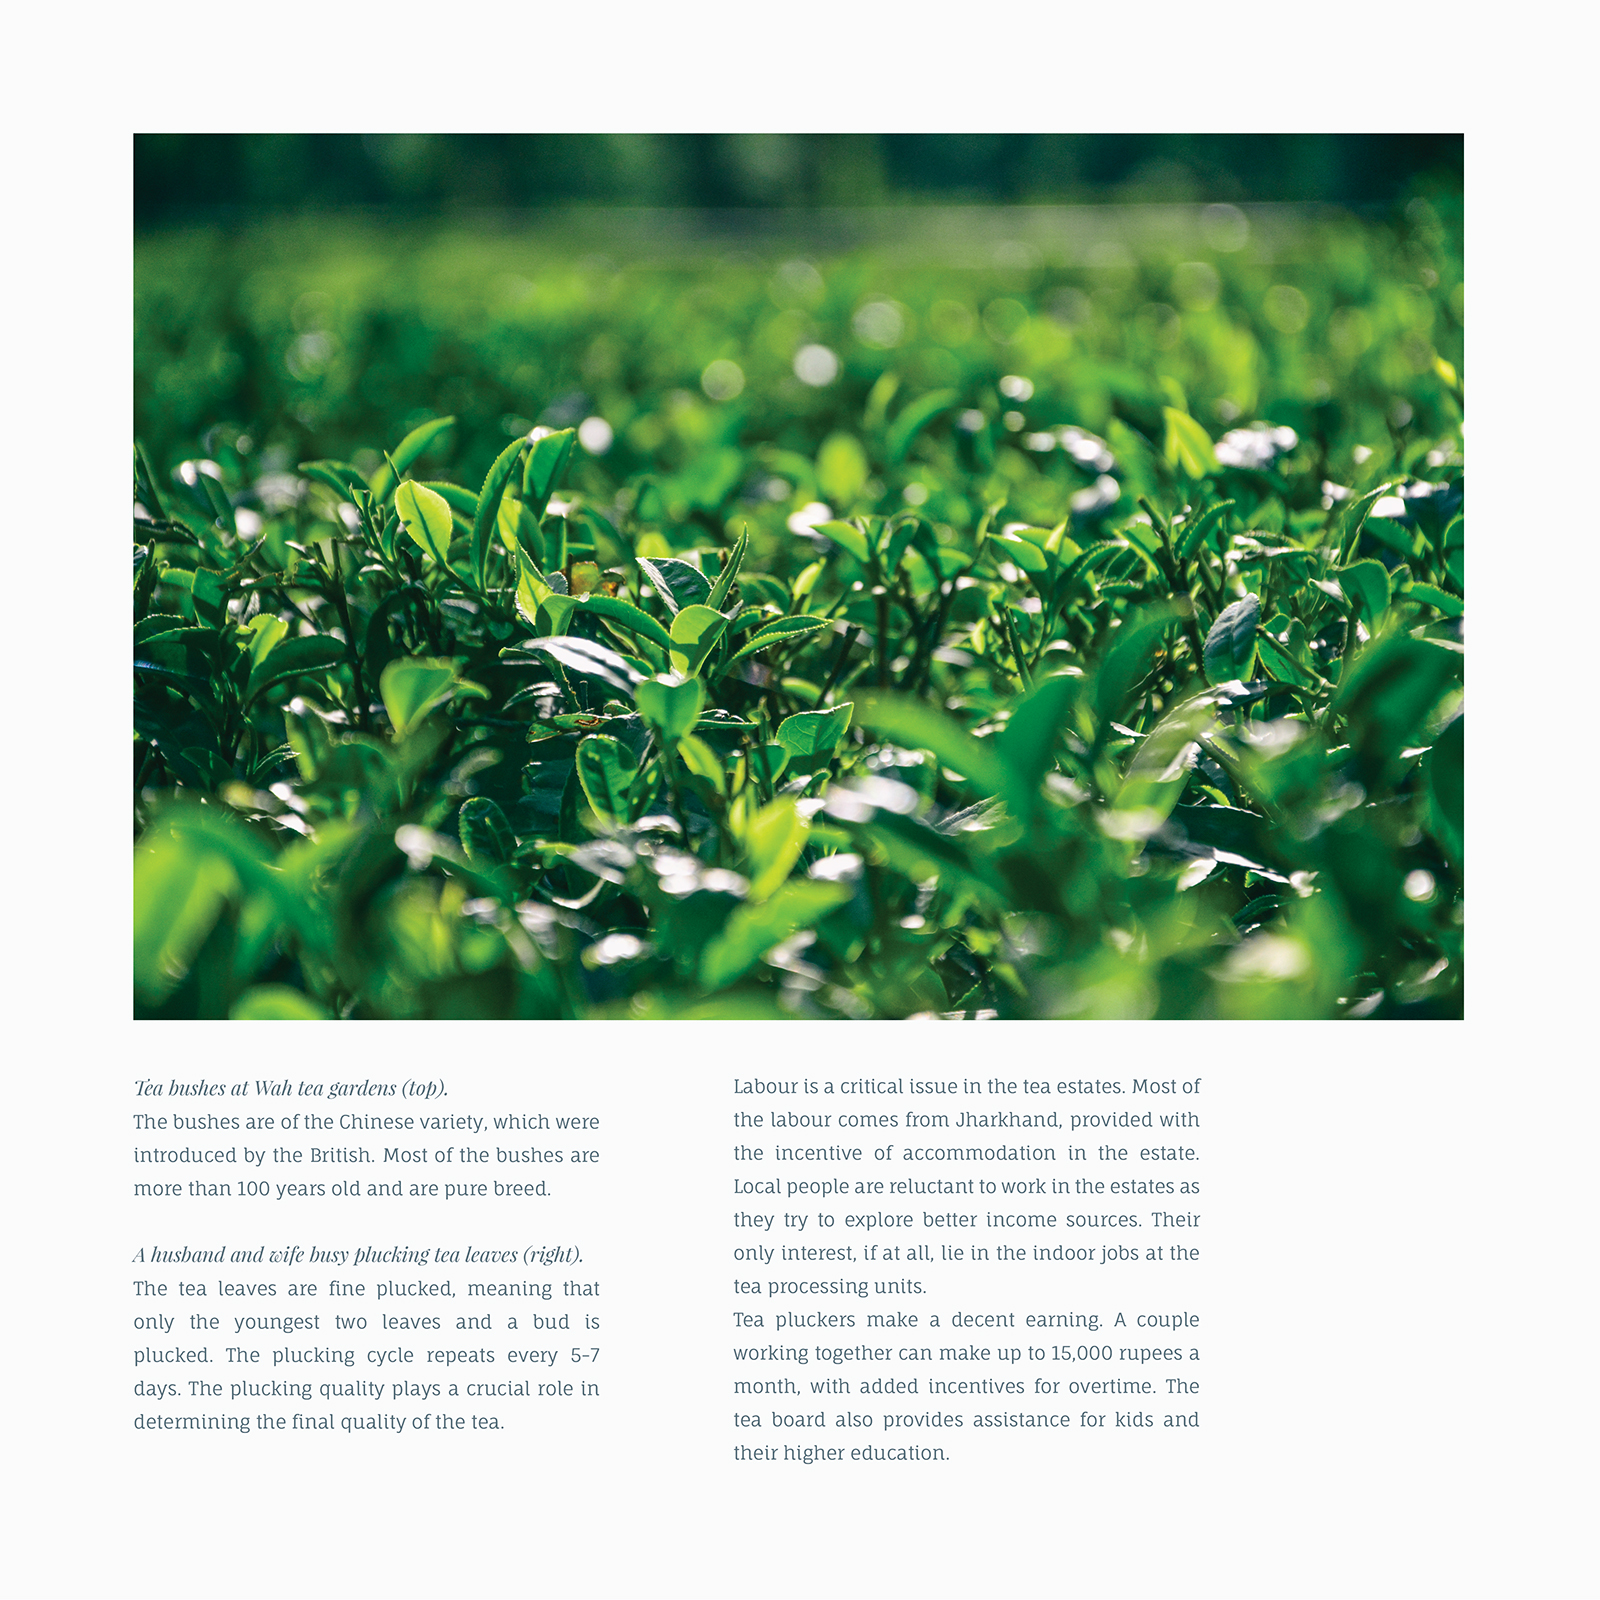 Tea bushes at Wah tea gardens (top).
The bushes are of the Chinese variety, which were
introduced by the British. Most of the bushes are
more than 100 years old and are pure breed.
A husband and wife busy plucking tea leaves (right).
The tea leaves are fine plucked, meaning that
only the youngest two leaves and a bud is
plucked. The plucking cycle repeats every 5-7
days. The plucking quality plays a crucial role in
determining the final quality of the tea.
Labour is a critical issue in the tea estates. Most of
the labour comes from Jharkhand, provided with
the incentive of accommodation in the estate.
Local people are reluctant to work in the estates as
they try to explore better income sources. Their
only interest, if at all, lie in the indoor jobs at the
tea processing units.
Tea pluckers make a decent earning. A couple
working together can make up to 15,000 rupees a
month, with added incentives for overtime. The
tea board also provides assistance for kids and
their higher education.